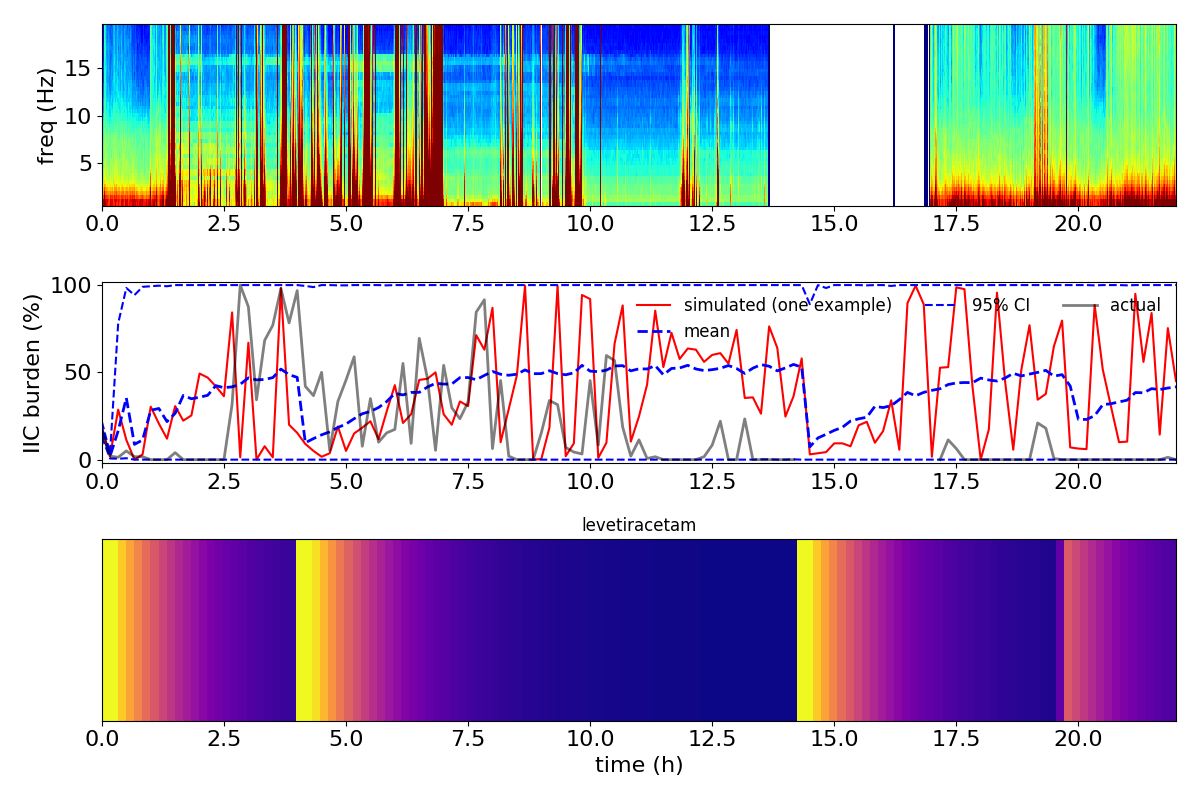 freq (Hz)
15
10
5
0.0 2.5 5.0 7.5 10.0 12.5 15.0 17.5 20.0
IIC burden (%)
100
50
0
simulated (one example) 95% CI actual
mean
0.0 2.5 5.0 7.5 10.0 12.5 15.0 17.5 20.0
levetiracetam
0.0 2.5 5.0 7.5 10.0 12.5 15.0 17.5 20.0
time (h)